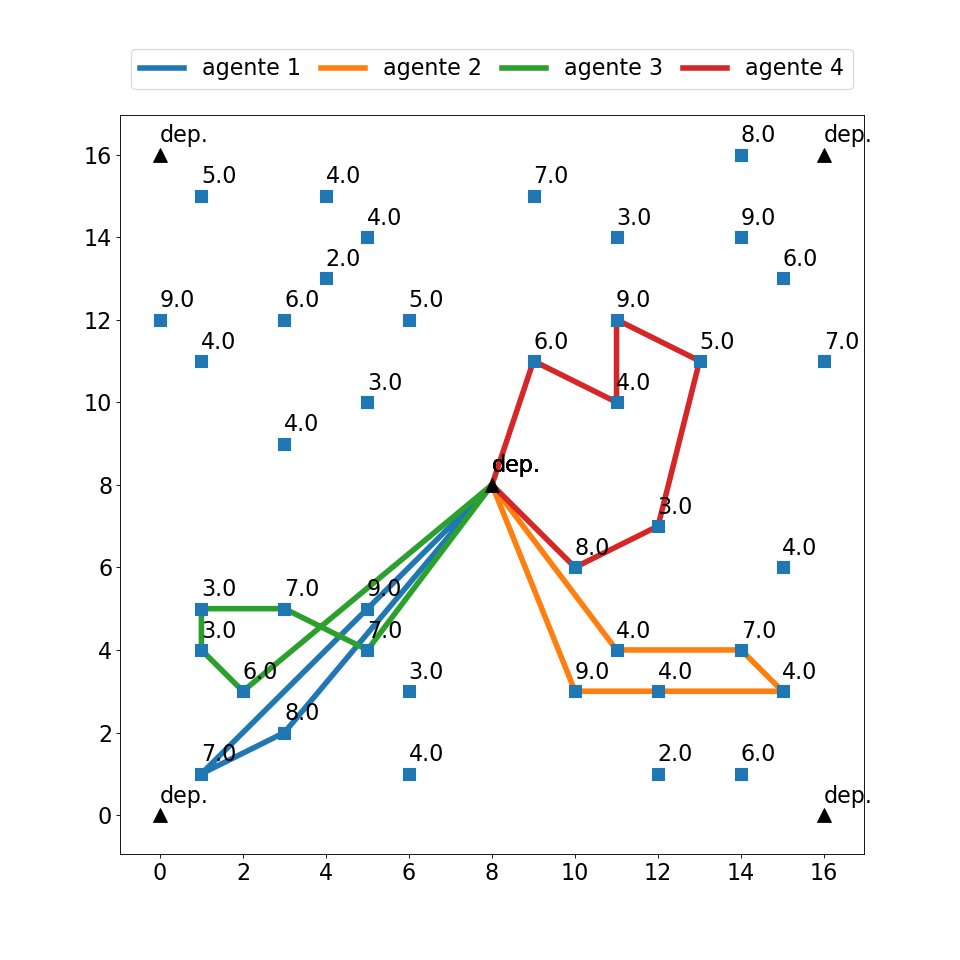 agente 1 agente 2 agente 3 agente 4
dep. 8.0 dep.
16
5.0 4.0 7.0
4.0 3.0 9.0
14
2.0 6.0
9.0 6.0 5.0 9.0
12
4.0 6.0 5.0 7.0
3.0 4.0
10
4.0
dep.
8
3.0
8.0 4.0
6
3.0 7.0 9.0
3.0 7.0 4.0 7.0
4
6.0 3.0 9.0 4.0 4.0
8.0
2
7.0 4.0 2.0 6.0
dep. dep.
0
0 2 4 6 8 10 12 14 16